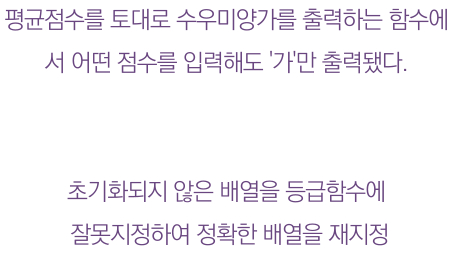 평균점수를 토대로 수우미양가를 출력하는 함수에
서 어떤 점수를 입력해도 '가'만 출력됐다.
초기화되지 않은 배열을 등급함수에
잘못지정하여 정확한 배열을 재지정